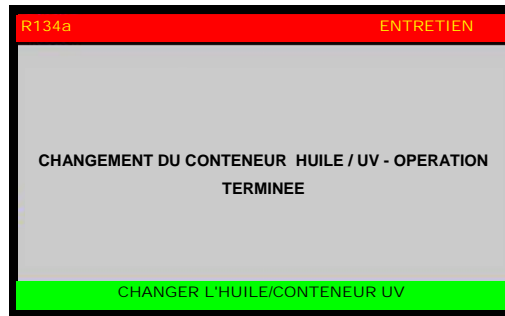 R134a ENTRETIEN
CHANGEMENT DU CONTENEUR HUILE / UV - OPERATION
TERMINEE
CHANGER L'HUILE/CONTENEUR UV